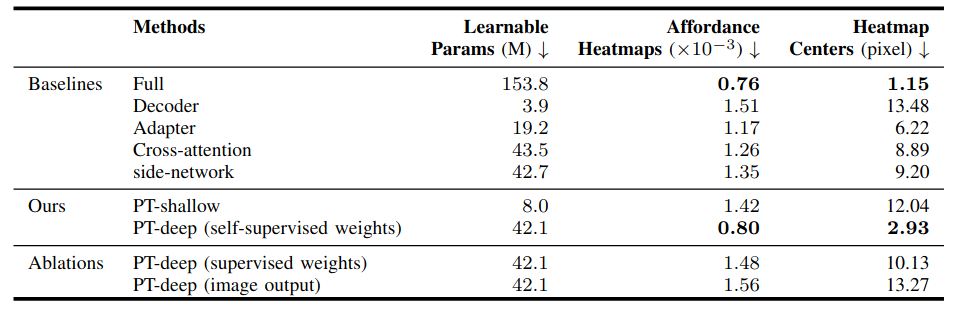 Methods Learnable Affordance Heatmap
Params (M) ↓ Heatmaps (×10−3) ↓ Centers (pixel) ↓
Baselines Full 153.8 0.76 1.15
Decoder 3.9 1.51 13.48
Adapter 19.2 1.17 6.22
Cross-attention 43.5 1.26 8.89
side-network 42.7 1.35 9.20
Ours PT-shallow 8.0 1.42 12.04
PT-deep (self-supervised weights) 42.1 0.80 2.93
Ablations PT-deep (supervised weights) 42.1 1.48 10.13
PT-deep (image output) 42.1 1.56 13.27